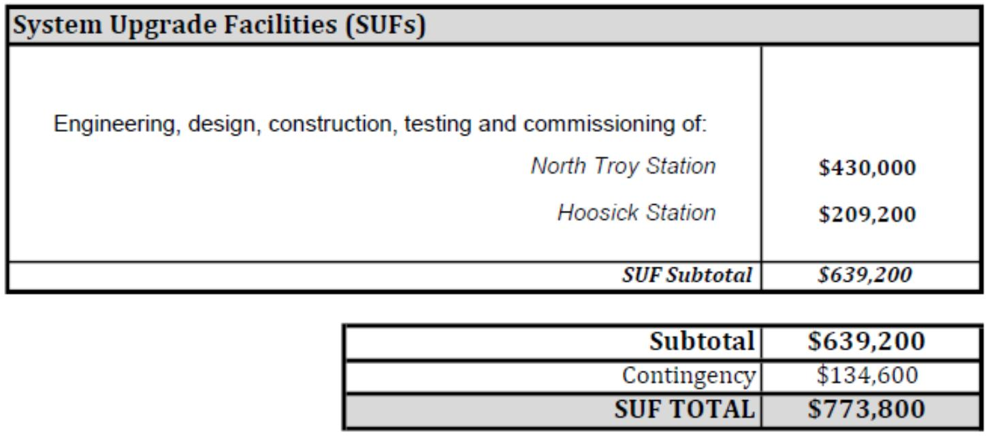 System Upgrade Facilities (SUFs)
Engineering, design, construction, testing and commissioning of:
North Troy Station $430,000
Hoosick Station $209,200
SUF Subtotal $639,200
Subtotal $639,200
Contingency $134,600
SUF TOTAL $773,800